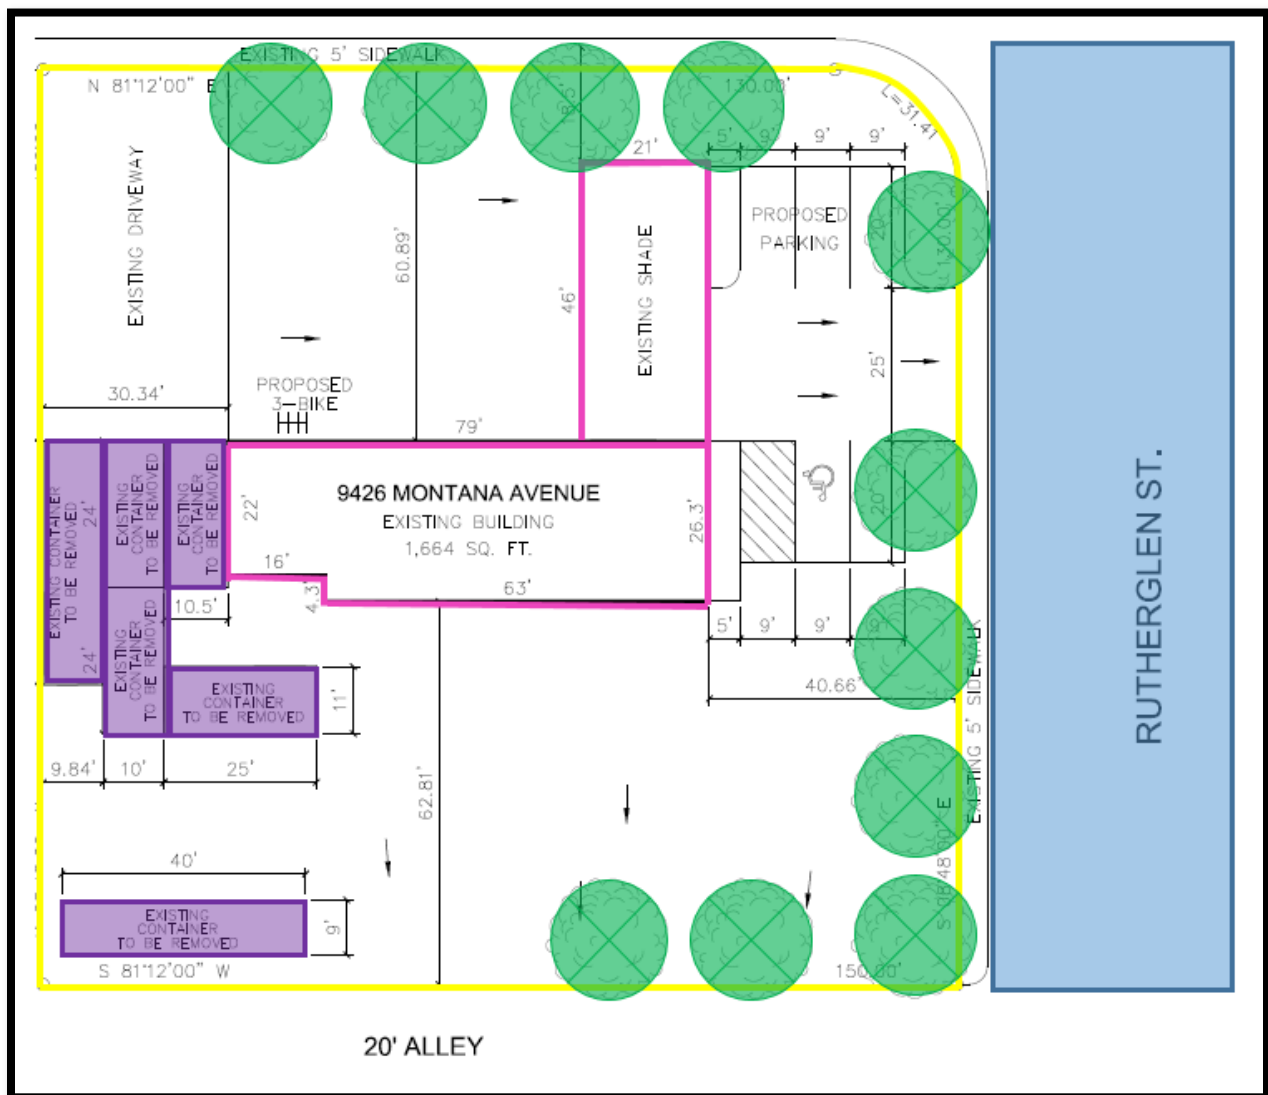 EXISTING 5' SIDEWALK
N 81°12'00" E
130.00'
L=31.41
5' 9' 9' 9'
21'
EXISTING DRIVEWAY
60.89'
46'
EXISTING SHADE
PROPOSED
PARKING
20'
130.00'
25'
30.34'
PROPOSED
3-BIKE
79'
EXISTING CONTAINER
TO BE REMOVED
24'
24'
EXISTING
CONTAINER
TO BE REMOVED
EXISTING
CONTAINER
TO BE REMOVED
22'
9426 MONTANA AVENUE
EXISTING BUILDING
1,664 SQ. FT.
26.3'
20'
16'
4.3'
63'
10.5'
EXISTING
CONTAINER
TO BE REMOVED
5' 9' 9' 9'
40.66'
EXISTING
CONTAINER
TO BE REMOVED
11'
9.84' 10' 25'
62.81'
EXISTING 5' SIDEWALK
S 08°48'00" E
RUTHERGLEN ST.
40'
EXISTING
CONTAINER
TO BE REMOVED
9'
S 81°12'00" W
150.00'
20' ALLEY